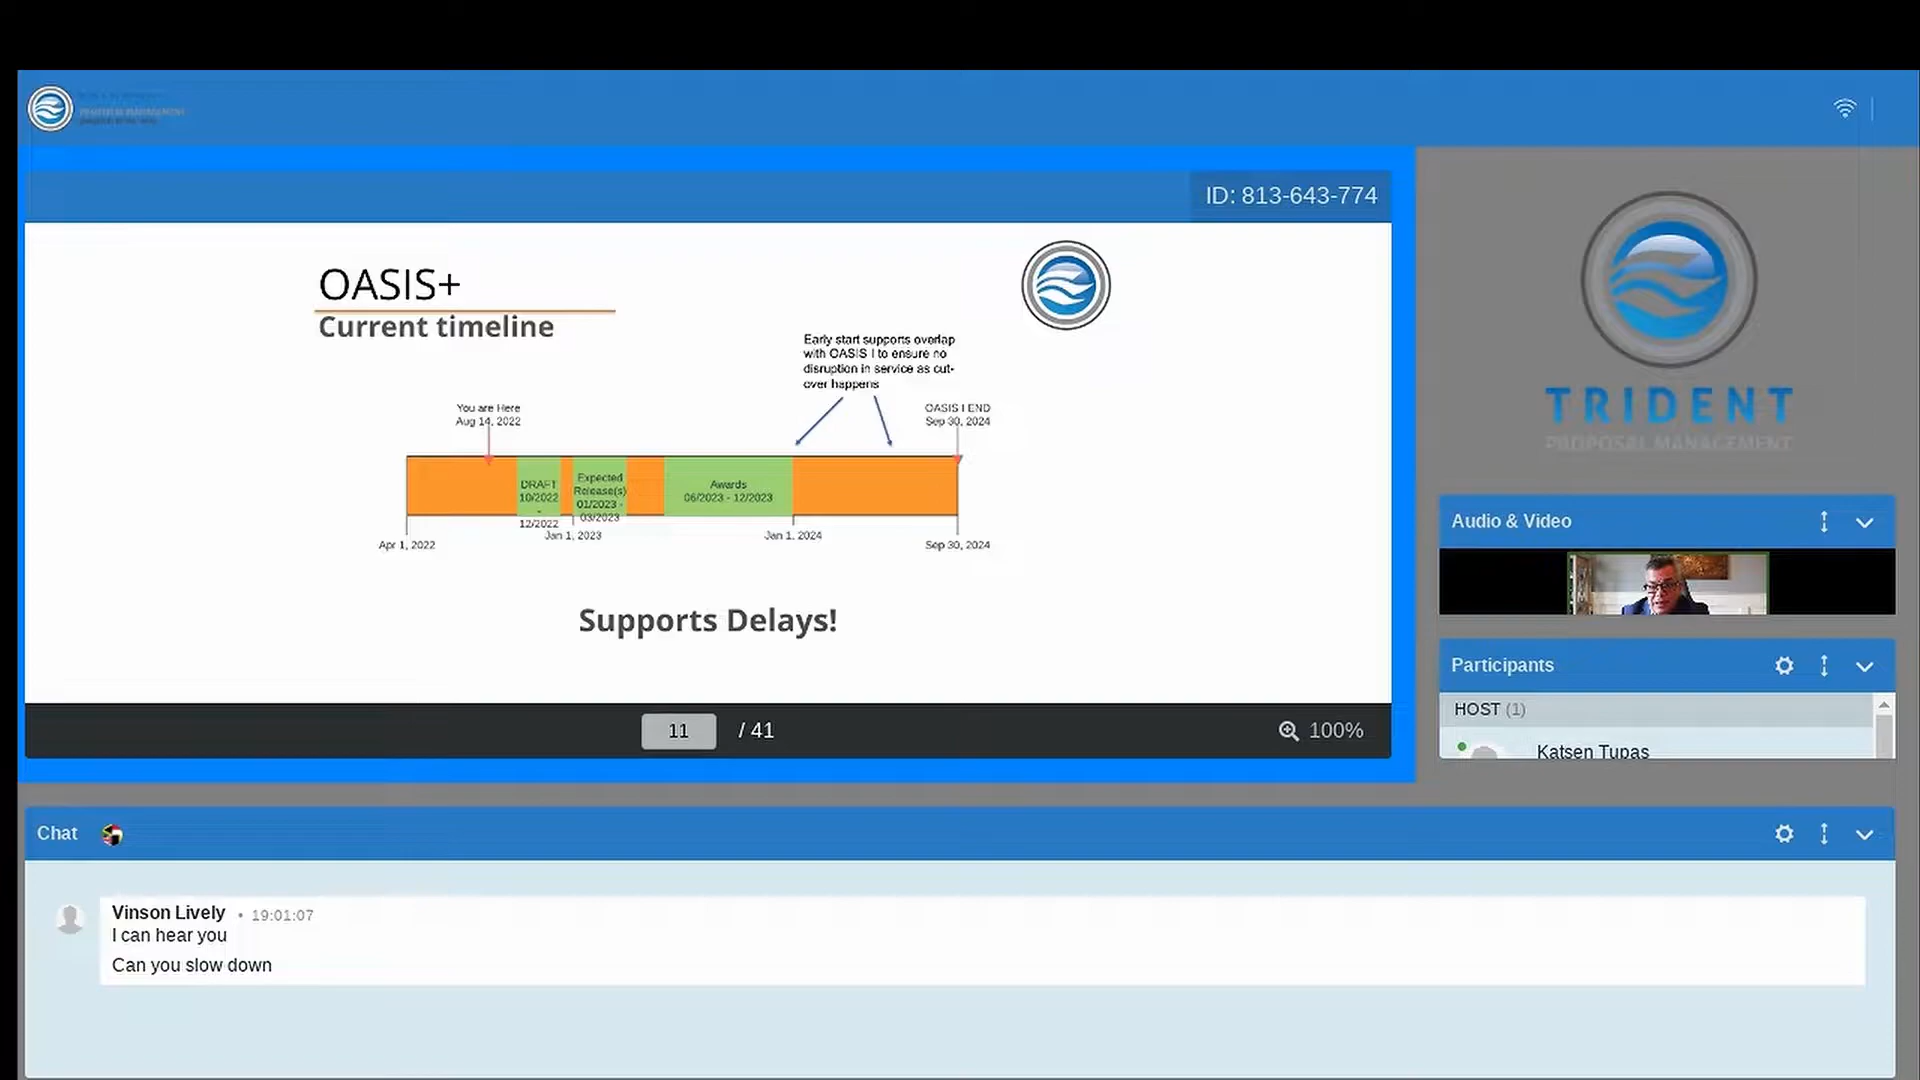 ID: 813-643-774
OASIS+
Current timeline
Early start supports overlap
with OASIS I to ensure no
disruption in service as cut-
over happens
You are Here
Aug 14, 2022
OASIS I END
Sep 30, 2024
DRAFT
10/2022
-
12/2022
Expected
Release(s)
01/2023 -
03/2023
Awards
06/2023 - 12/2023
Apr 1, 2022
Jan 1, 2023
Jan 1, 2024
Sep 30, 2024
Supports Delays!
11 / 41
100%
TRIDENT
PROPOSAL MANAGEMENT
Audio & Video
Participants
HOST (1)
Katsen Tupas
Chat
Vinson Lively • 19:01:07
I can hear you
Can you slow down